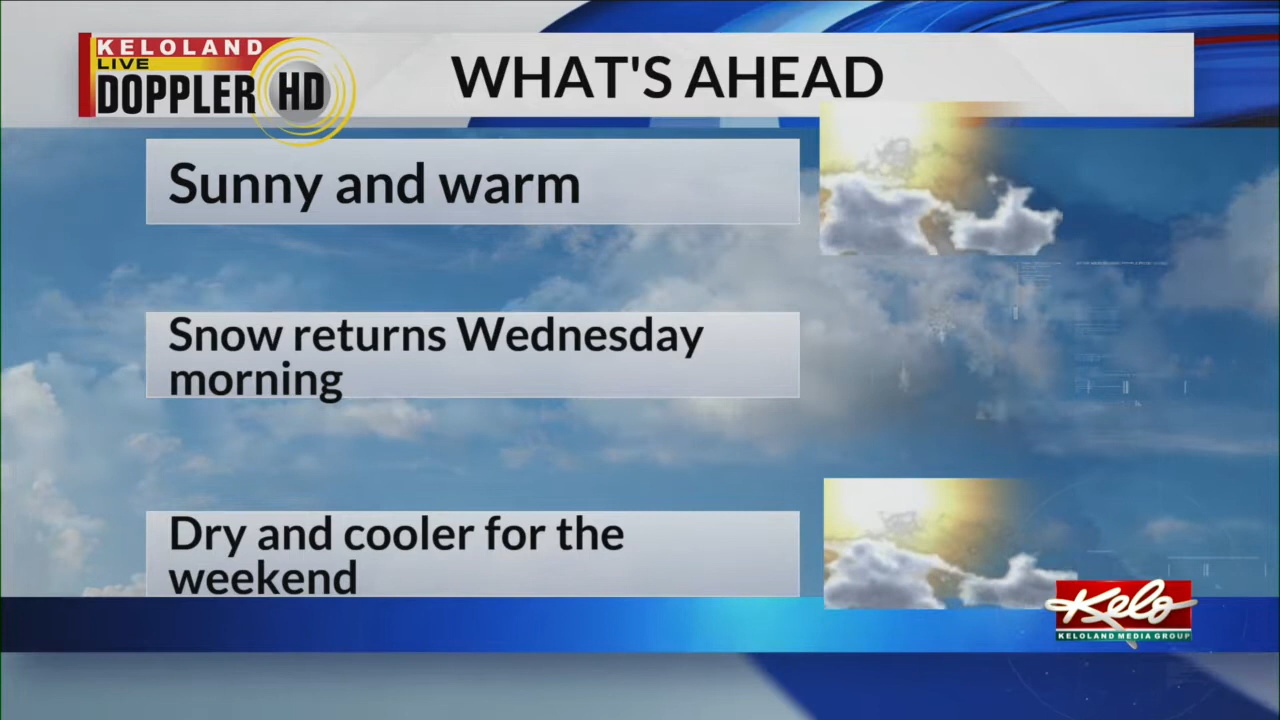 KELOLAND
LIVE
DOPPLER HD
WHAT'S AHEAD
Sunny and warm
Snow returns Wednesday
morning
Dry and cooler for the
weekend
Kelo
KELOLAND MEDIA GROUP